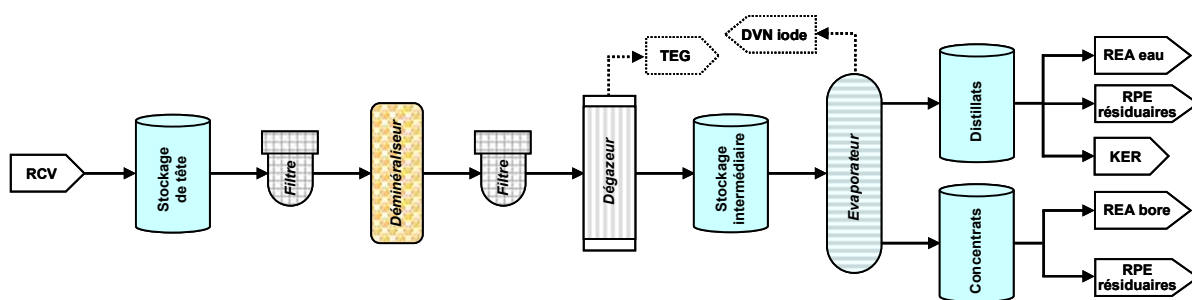 RCV
Stockage
de tête
Filtre
Déminéraliseur
Filtre
Dégazeur
TEG
DVN iode
Stockage
intermédiaire
Evaporateur
Distillats
REA eau
RPE
résiduaires
KER
Concentrats
REA bore
RPE
résiduaires